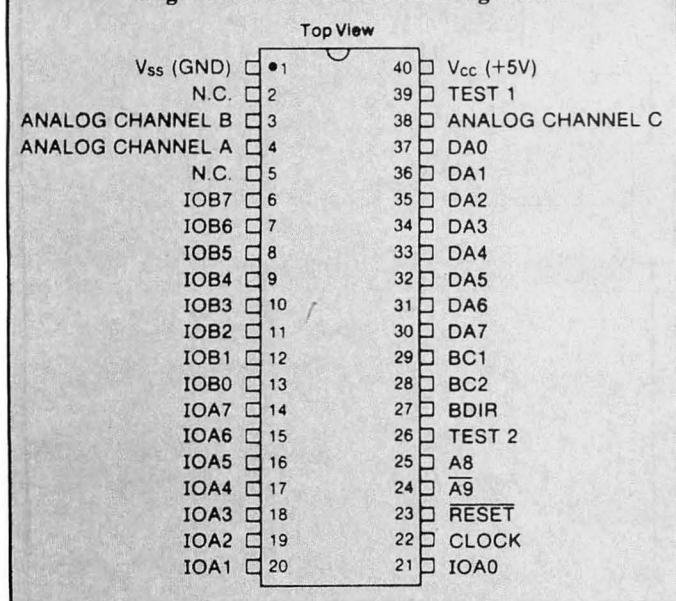 Top View
Vss (GND) 1 40 Vcc (+5V)
N.C. 2 39 TEST 1
ANALOG CHANNEL B 3 38 ANALOG CHANNEL C
ANALOG CHANNEL A 4 37 DA0
N.C. 5 36 DA1
IOB7 6 35 DA2
IOB6 7 34 DA3
IOB5 8 33 DA4
IOB4 9 32 DA5
IOB3 10 31 DA6
IOB2 11 30 DA7
IOB1 12 29 BC1
IOB0 13 28 BC2
IOA7 14 27 BDIR
IOA6 15 26 TEST 2
IOA5 16 25 A8
IOA4 17 24 A̅9̅
IOA3 18 23 R̅E̅S̅E̅T̅
IOA2 19 22 CLOCK
IOA1 20 21 IOA0